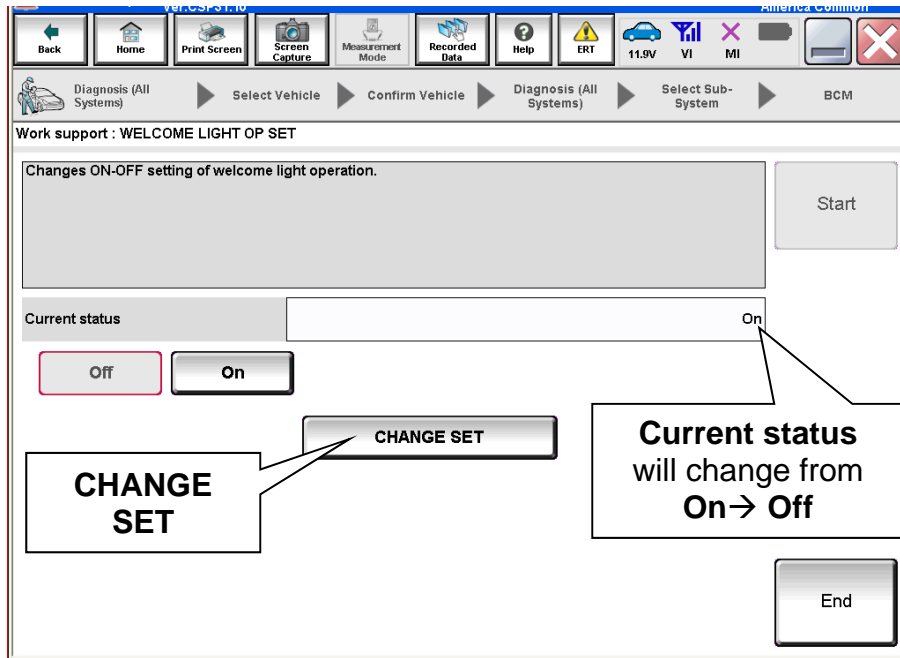 Ver.CSP31.10 America Common
Back Home Print Screen Screen Capture Measurement Mode Recorded Data Help ERT 11.9V VI MI
Diagnosis (All Systems) Select Vehicle Confirm Vehicle Diagnosis (All Systems) Select Sub-System BCM
Work support : WELCOME LIGHT OP SET
Changes ON-OFF setting of welcome light operation.
Start
Current status On
Off On
CHANGE SET
CHANGE
SET
Current status
will change from
On→ Off
End